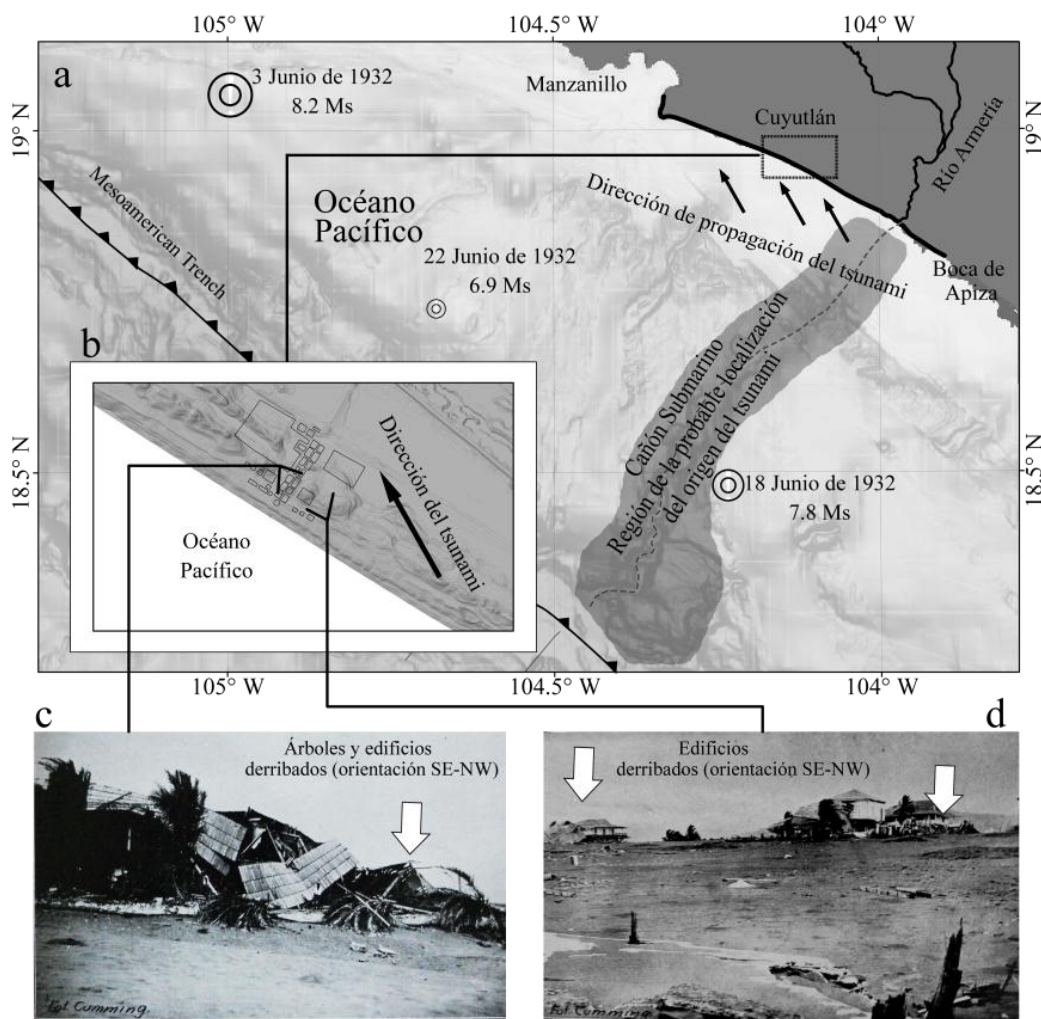 105° W
104.5° W
104° W
a
3 Junio de 1932
8.2 Ms
Manzanillo
Cuyutlán
Río Armería
19° N
19° N
Mesoamerican Trench
Océano
Pacífico
Dirección de propagación del tsunami
22 Junio de 1932
6.9 Ms
Boca de
Apiza
b
Cañón Submarino
Región de la probable localización
del origen del tsunami
18.5° N
18.5° N
18 Junio de 1932
7.8 Ms
Dirección del tsunami
Océano
Pacífico
105° W
104.5° W
104° W
c
Árboles y edificios
derribados (orientación SE-NW)
Fot Cumming.
d
Edificios
derribados (orientación SE-NW)
Fot Cumming.